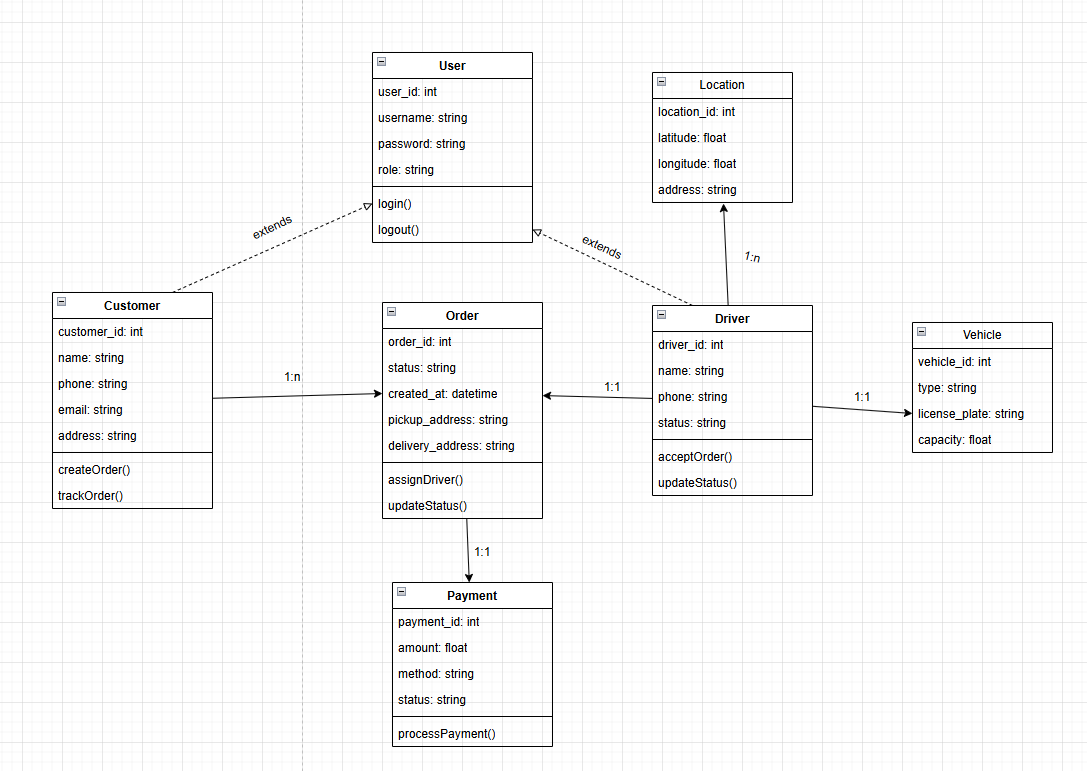 User
user_id: int
username: string
password: string
role: string
login()
logout()
Location
location_id: int
latitude: float
longitude: float
address: string
extends
extends
1:n
Customer
customer_id: int
name: string
phone: string
email: string
address: string
createOrder()
trackOrder()
1:n
Order
order_id: int
status: string
created_at: datetime
pickup_address: string
delivery_address: string
assignDriver()
updateStatus()
1:1
Driver
driver_id: int
name: string
phone: string
status: string
acceptOrder()
updateStatus()
1:1
Vehicle
vehicle_id: int
type: string
license_plate: string
capacity: float
1:1
Payment
payment_id: int
amount: float
method: string
status: string
processPayment()